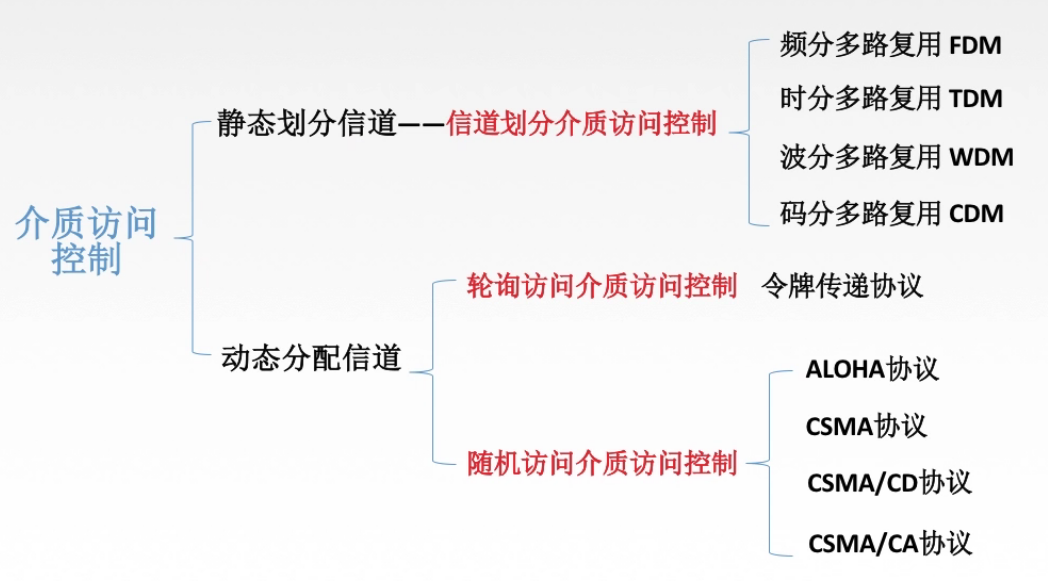 介质访问
控制
静态划分信道——信道划分介质访问控制
频分多路复用 FDM
时分多路复用 TDM
波分多路复用 WDM
码分多路复用 CDM
动态分配信道
轮询访问介质访问控制 令牌传递协议
随机访问介质访问控制
ALOHA协议
CSMA协议
CSMA/CD协议
CSMA/CA协议